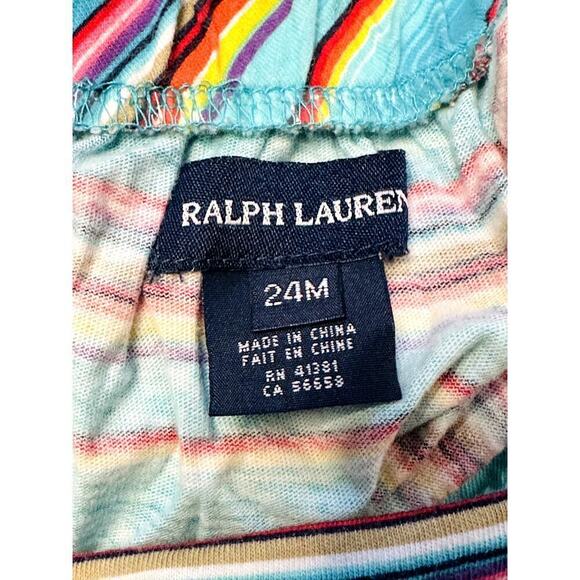 RALPH LAUREN
24M
MADE IN CHINA
FAIT EN CHINE
RN 41381
CA 56658